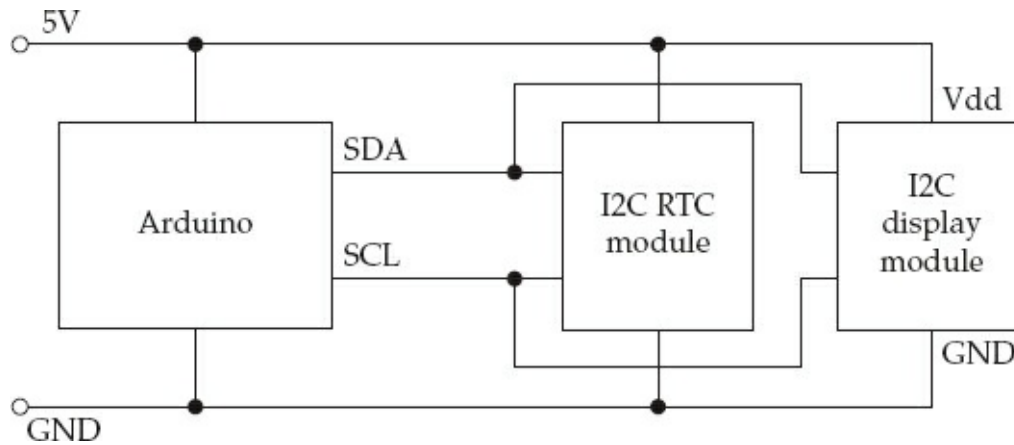 5V
Vdd
SDA
Arduino
SCL
I2C RTC
module
I2C
display
module
GND
GND